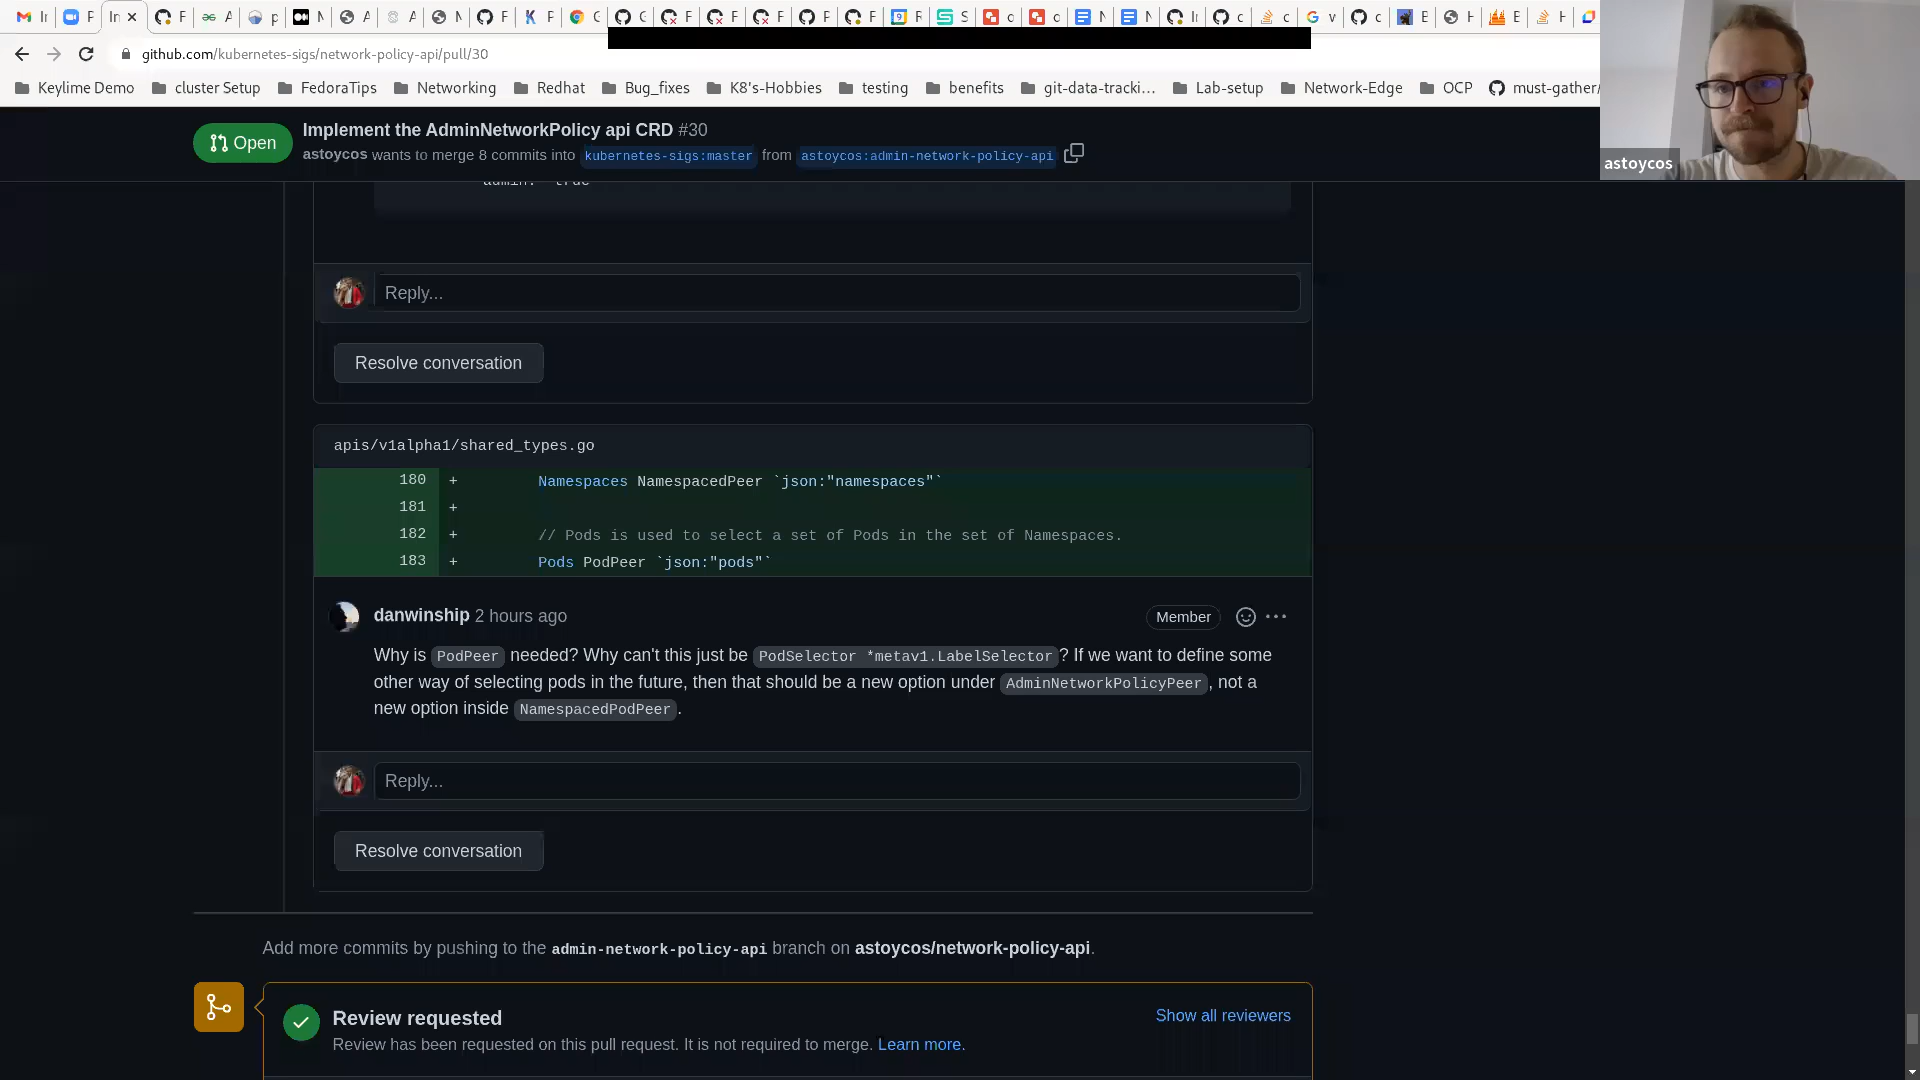 github.com/kubernetes-sigs/network-policy-api/pull/30
Keylime Demo
cluster Setup
FedoraTips
Networking
Redhat
Bug_fixes
K8's-Hobbies
testing
benefits
git-data-tracki...
Lab-setup
Network-Edge
OCP
must-gather/
astoycos
Open
Implement the AdminNetworkPolicy api CRD #30
astoycos wants to merge 8 commits into kubernetes-sigs:master from astoycos:admin-network-policy-api
Reply...
Resolve conversation
apis/v1alpha1/shared_types.go
180 + Namespaces NamespacedPeer `json:"namespaces"`
181 +
182 + // Pods is used to select a set of Pods in the set of Namespaces.
183 + Pods PodPeer `json:"pods"`
danwinship 2 hours ago
Member
Why is PodPeer needed? Why can't this just be PodSelector *metav1.LabelSelector? If we want to define some
other way of selecting pods in the future, then that should be a new option under AdminNetworkPolicyPeer, not a
new option inside NamespacedPodPeer.
Reply...
Resolve conversation
Add more commits by pushing to the admin-network-policy-api branch on astoycos/network-policy-api.
Review requested
Show all reviewers
Review has been requested on this pull request. It is not required to merge. Learn more.